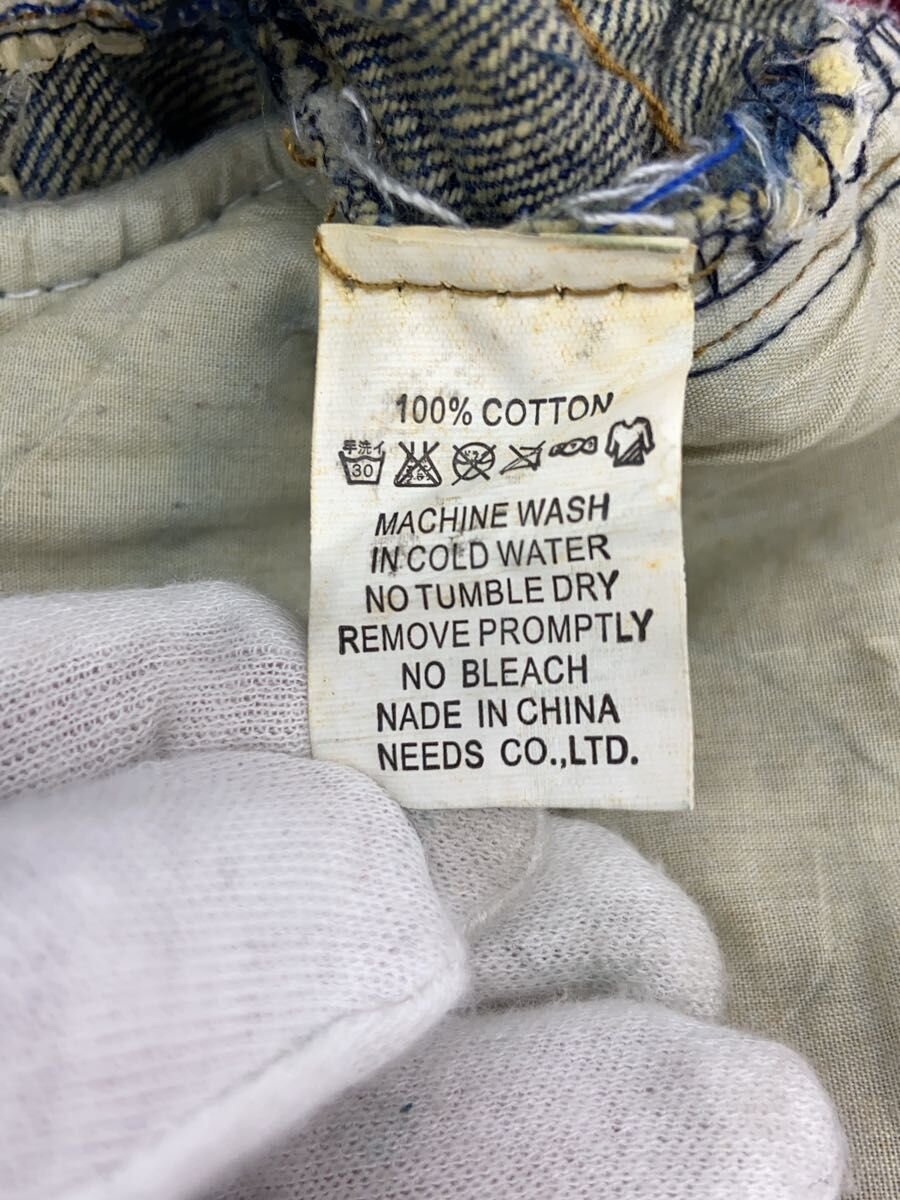 100% COTTON
手洗イ
30
MACHINE WASH
IN COLD WATER
NO TUMBLE DRY
REMOVE PROMPTLY
NO BLEACH
NADE IN CHINA
NEEDS CO.,LTD.